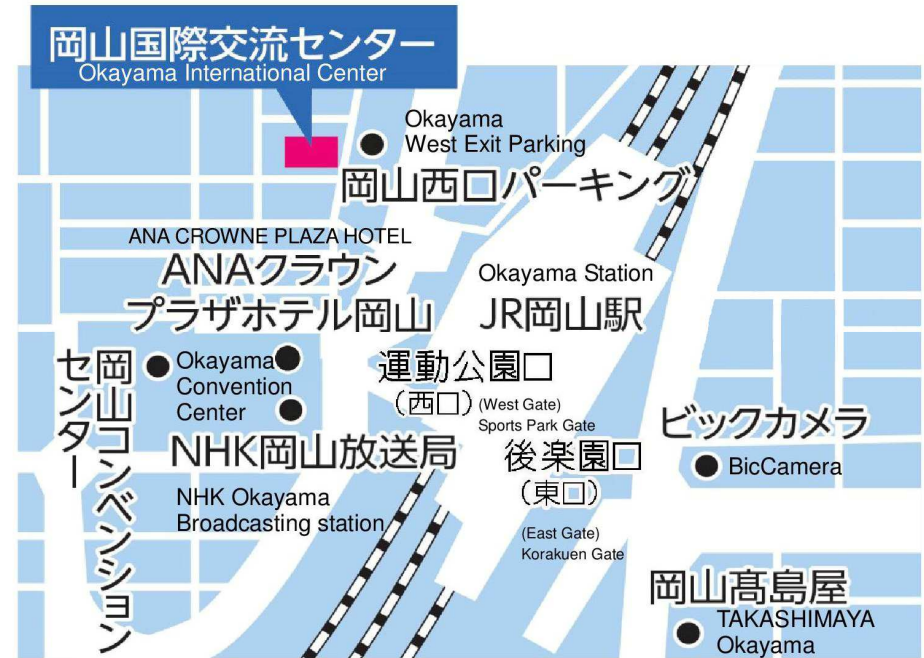 岡山国際交流センター
Okayama International Center
Okayama
West Exit Parking
岡山西口パーキング
ANA CROWNE PLAZA HOTEL
ANAクラウン
プラザホテル岡山
Okayama Station
JR岡山駅
岡山コンベンション
センター
Okayama
Convention
Center
運動公園口
(西口)
(West Gate)
Sports Park Gate
NHK岡山放送局
NHK Okayama
Broadcasting station
後楽園口
(東口)
(East Gate)
Korakuen Gate
ビックカメラ
BicCamera
岡山髙島屋
TAKASHIMAYA
Okayama